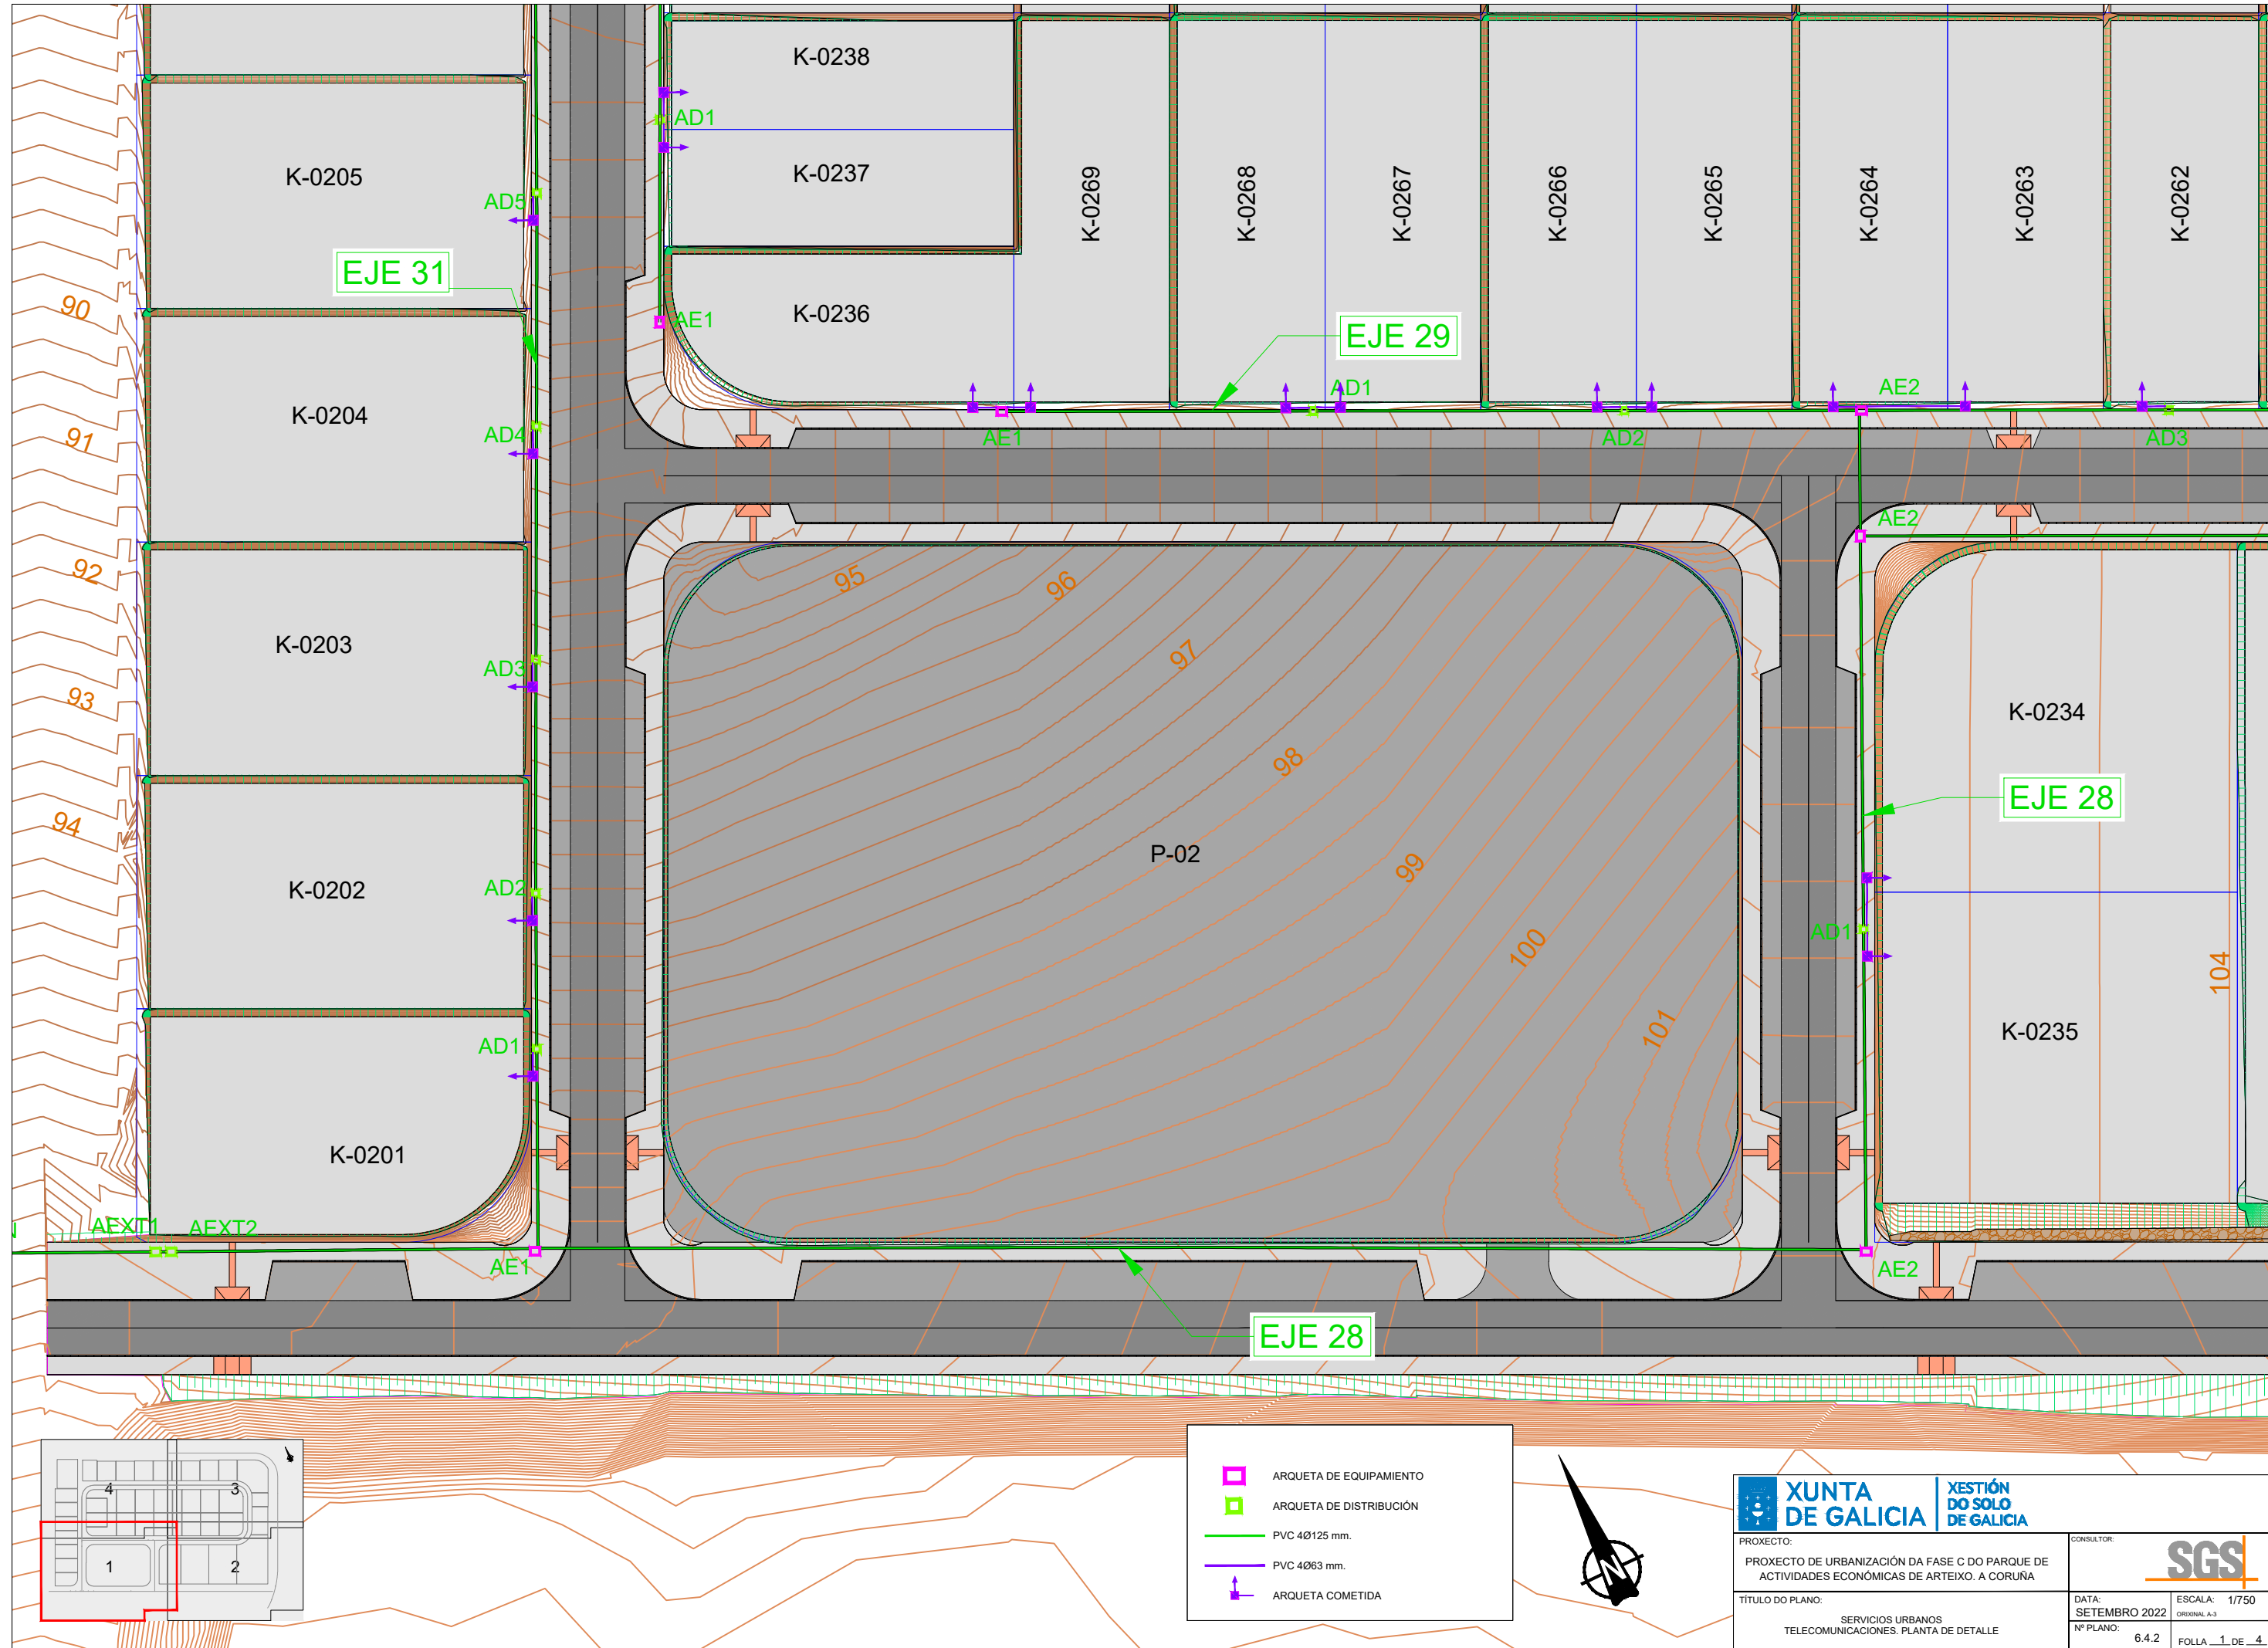 K-0238
AD1
K-0205
K-0237
K-0269
K-0268
K-0267
K-0266
K-0265
K-0264
K-0263
K-0262
AD5
EJE 31
90
K-0236
AE1
EJE 29
K-0204
AD1
AE2
91
AD4
AE1
AD2
AD3
AE2
92
95
96
K-0203
97
AD3
93
K-0234
98
EJE 28
94
P-02
99
K-0202
AD2
AD1
100
104
101
K-0235
AD1
K-0201
AEXT1
AEXT2
AE1
AE2
EJE 28
4
3
1
2
ARQUETA DE EQUIPAMIENTO
ARQUETA DE DISTRIBUCIÓN
PVC 4Ø125 mm.
PVC 4Ø63 mm.
ARQUETA COMETIDA
XUNTA
DE GALICIA
XESTIÓN
DO SOLO
DE GALICIA
PROXECTO:
PROXECTO DE URBANIZACIÓN DA FASE C DO PARQUE DE
ACTIVIDADES ECONÓMICAS DE ARTEIXO. A CORUÑA
CONSULTOR:
SGS
TÍTULO DO PLANO:
SERVICIOS URBANOS
TELECOMUNICACIONES. PLANTA DE DETALLE
DATA:
SETEMBRO 2022
ESCALA: 1/750
ORIXINAL A-3
Nº PLANO:
6.4.2
FOLLA 1 DE 4